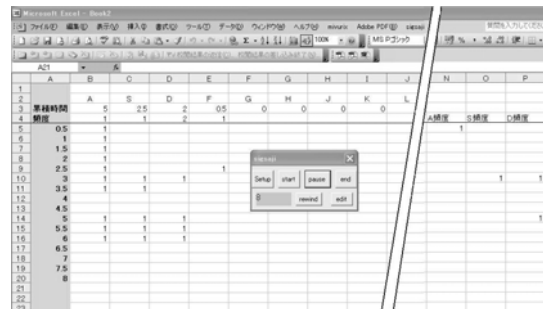 Microsoft Excel - Book2
ファイル(F) 編集(E) 表示(V) 挿入(I) 書式(O) ツール(T) データ(D) ウィンドウ(W) ヘルプ(H) Adobe PDF(B)
100% MS Pゴシック
A21
A B C D E F G H I J N O P
1
2 A S D F G H J K L
3 累積時間 5 2.5 2 0.5 0 0 0 0
4 頻度 1 1 2 1 A頻度 S頻度 D頻度
5 0.5 1 1
6 1 1
7 1.5 1
8 2 1
9 2.5 1 1
10 3 1 1 1 1 1
11 3.5 1 1
12 4
13 4.5
14 5 1 1 1 1
15 5.5 1 1 1
16 6 1 1 1
17 6.5
18 7
19 7.5
20 8
21
22
23
Setup start pause end
8 rewind edit